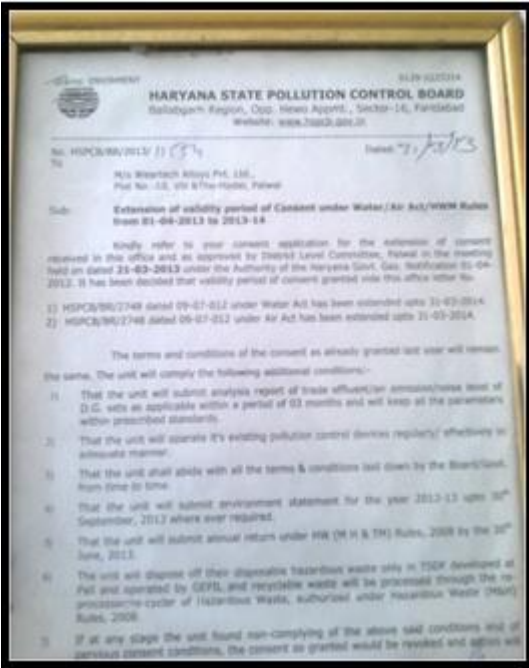 HARYANA STATE POLLUTION CONTROL BOARD
Ballabgarh Region, Opp. News Appmt., Sector-16, Faridabad
Website: www.hspcb.gov.in
No. HSPCB/BR/2013/
Dated:
To
M/s Weartech Alloys Pvt. Ltd.,
Plot No.-10, Vill Palwal
Sub: Extension of validity period of Consent under Water/Air Act/HWM Rules
from 01-04-2013 to 2013-14
Kindly refer to your consent application for the extension of consent
received in this office and as approved by District Level Committee, Palwal in the meeting
held on dated 21-03-2013 under the Authority of the Haryana Govt. Gaz. Notification 01-04-
2013. It has been decided that validity period of consent granted vide this office letter No.
1) HSPCB/BR/2748 dated 09-07-012 under Water Act has been extended upto 31-03-2014.
2) HSPCB/BR/2748 dated 09-07-012 under Air Act has been extended upto 31-03-2014.
The terms and conditions of the consent as already granted last year will remain
the same. The unit will comply the following additional conditions:-
1) That the unit will submit analysis report of trade effluent/air emission/noise level of
D.G. sets as applicable within a period of 03 months and will keep all the parameters
within prescribed standards.
2) That the unit will operate it's existing pollution control devices regularly/ effectively in
adequate manner.
3) That the unit shall abide with all the terms & conditions laid down by the Board/Govt.
from time to time.
4) That the unit will submit environment statement for the year 2012-13 upto 30th
September, 2013 where ever required.
5) That the unit will submit annual return under HW (M H & TM) Rules, 2008 by the 30th
June, 2013.
6) The unit will dispose off their disposable hazardous waste only in TSDF developed at
Pali and operated by GEPIL and recyclable waste will be processed through the re-
processor/re-cycler of Hazardous Waste, authorized under Hazardous Waste (M&H)
Rules, 2008.
7) If at any stage the unit found non-complying of the above said conditions and of
pervious consent conditions, the consent as granted would be revoked and action will